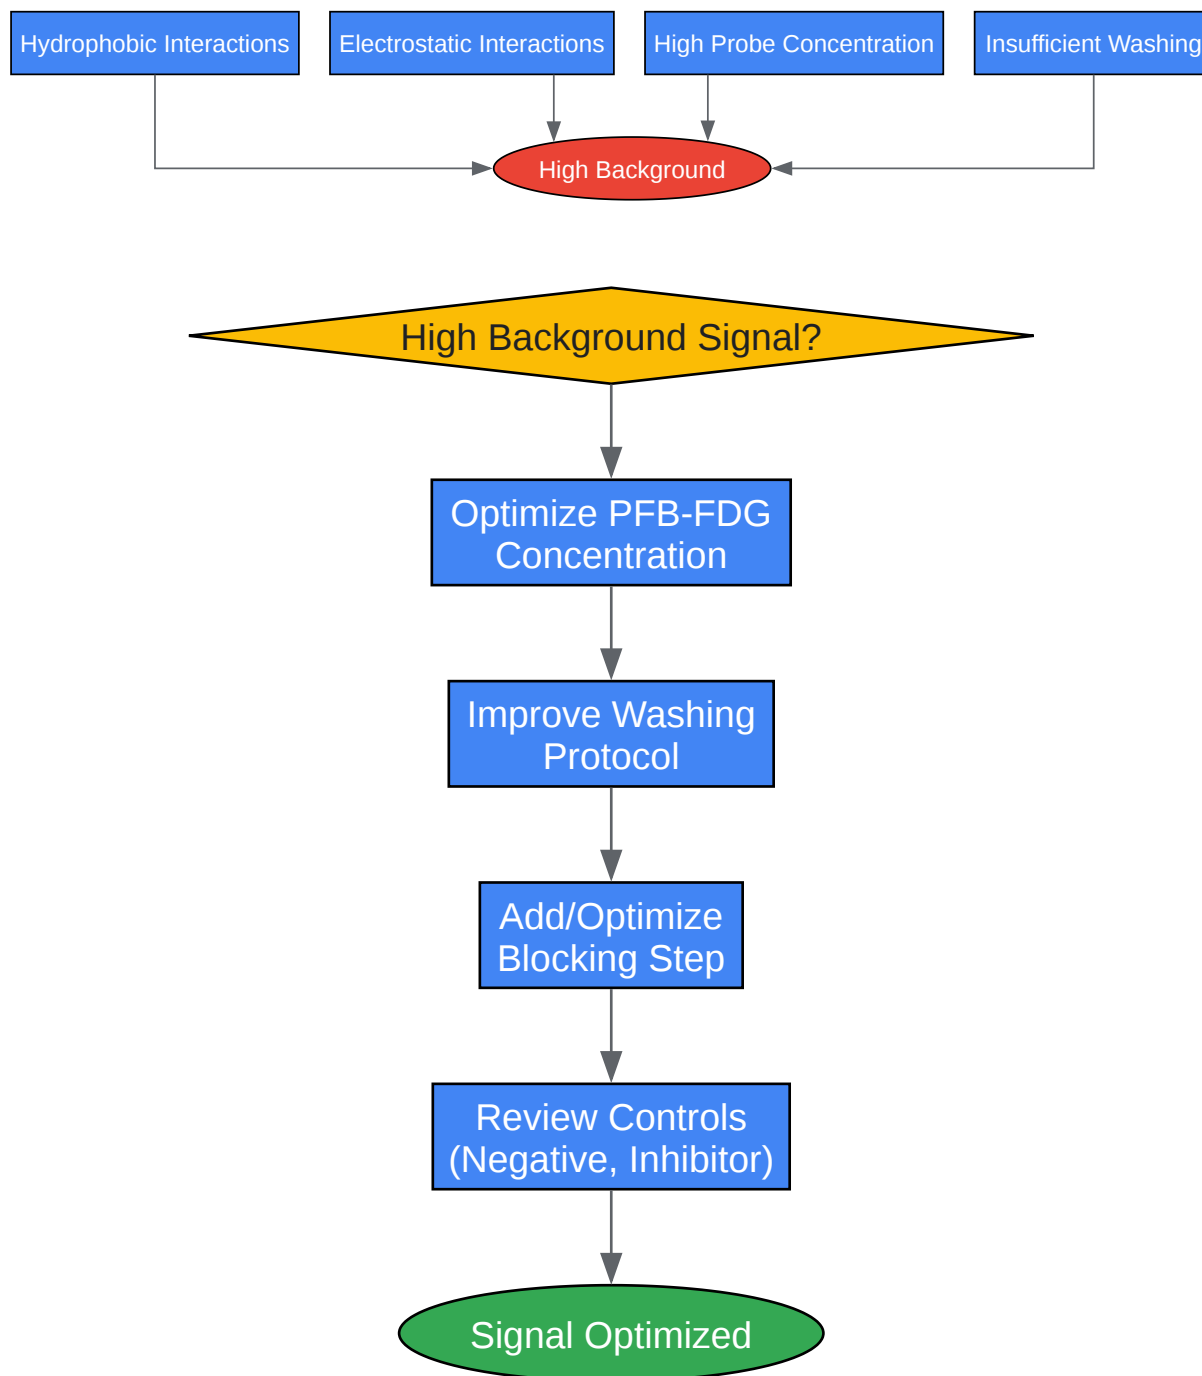 Hydrophobic Interactions
Electrostatic Interactions
High Probe Concentration
Insufficient Washing
High Background
High Background Signal?
Optimize PFB-FDG
Concentration
Improve Washing
Protocol
Add/Optimize
Blocking Step
Review Controls
(Negative, Inhibitor)
Signal Optimized